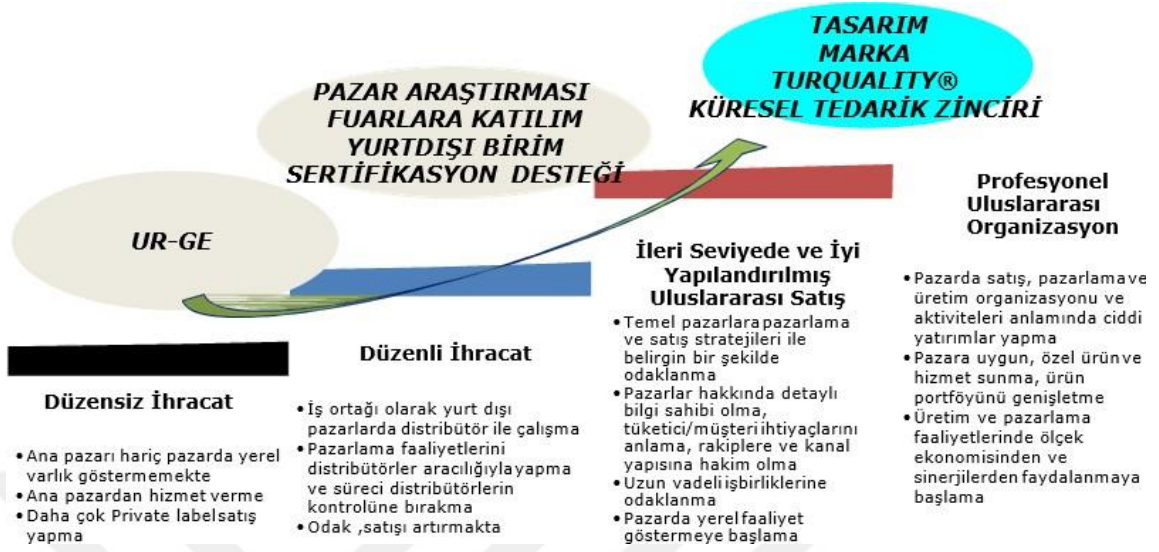 TASARIM
MARKA
TURQUALITY®
KÜRESEL TEDARİK ZİNCİRİ
PAZAR ARAŞTIRMASI
FUARLARA KATILIM
YURTDIŞI BİRİM
SERTİFİKASYON DESTEĞİ
UR-GE
Düzensiz İhracat
• Ana pazarı hariç pazarda yerel
varlık göstermemekte
• Ana pazardan hizmet verme
• Daha çok Private labelsatış
yapma
Düzenli İhracat
• İş ortağı olarak yurt dışı
pazarlarda distribütör ile çalışma
• Pazarlama faaliyetlerini
distribütörler aracılığıylayapma
ve süreci distribütörlerin
kontrolüne bırakma
• Odak ,satışı artırmakta
İleri Seviyede ve İyi
Yapılandırılmış
Uluslararası Satış
• Temel pazarlara pazarlama
ve satış stratejileri ile
belirgin bir şekilde
odaklanma
• Pazarlar hakkında detaylı
bilgi sahibi olma,
tüketici/müşteri ihtiyaçlarını
anlama, rakiplere ve kanal
yapısına hakim olma
• Uzun vadeli işbirliklerine
odaklanma
• Pazarda yerel faaliyet
göstermeye başlama
Profesyonel
Uluslararası
Organizasyon
• Pazarda satış, pazarlama ve
üretim organizasyonu ve
aktiviteleri anlamında ciddi
yatırımlar yapma
• Pazara uygun, özel ürün ve
hizmet sunma, ürün
portföyünü genişletme
• Üretim ve pazarlama
faaliyetlerinde ölçek
ekonomisinden ve
sinerjilerden faydalanmaya
başlama